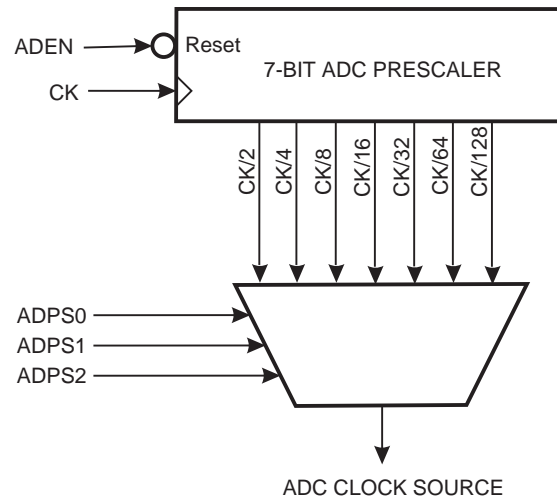 ADEN
Reset
7-BIT ADC PRESCALER
CK
CK/2
CK/4
CK/8
CK/16
CK/32
CK/64
CK/128
ADPS0
ADPS1
ADPS2
ADC CLOCK SOURCE